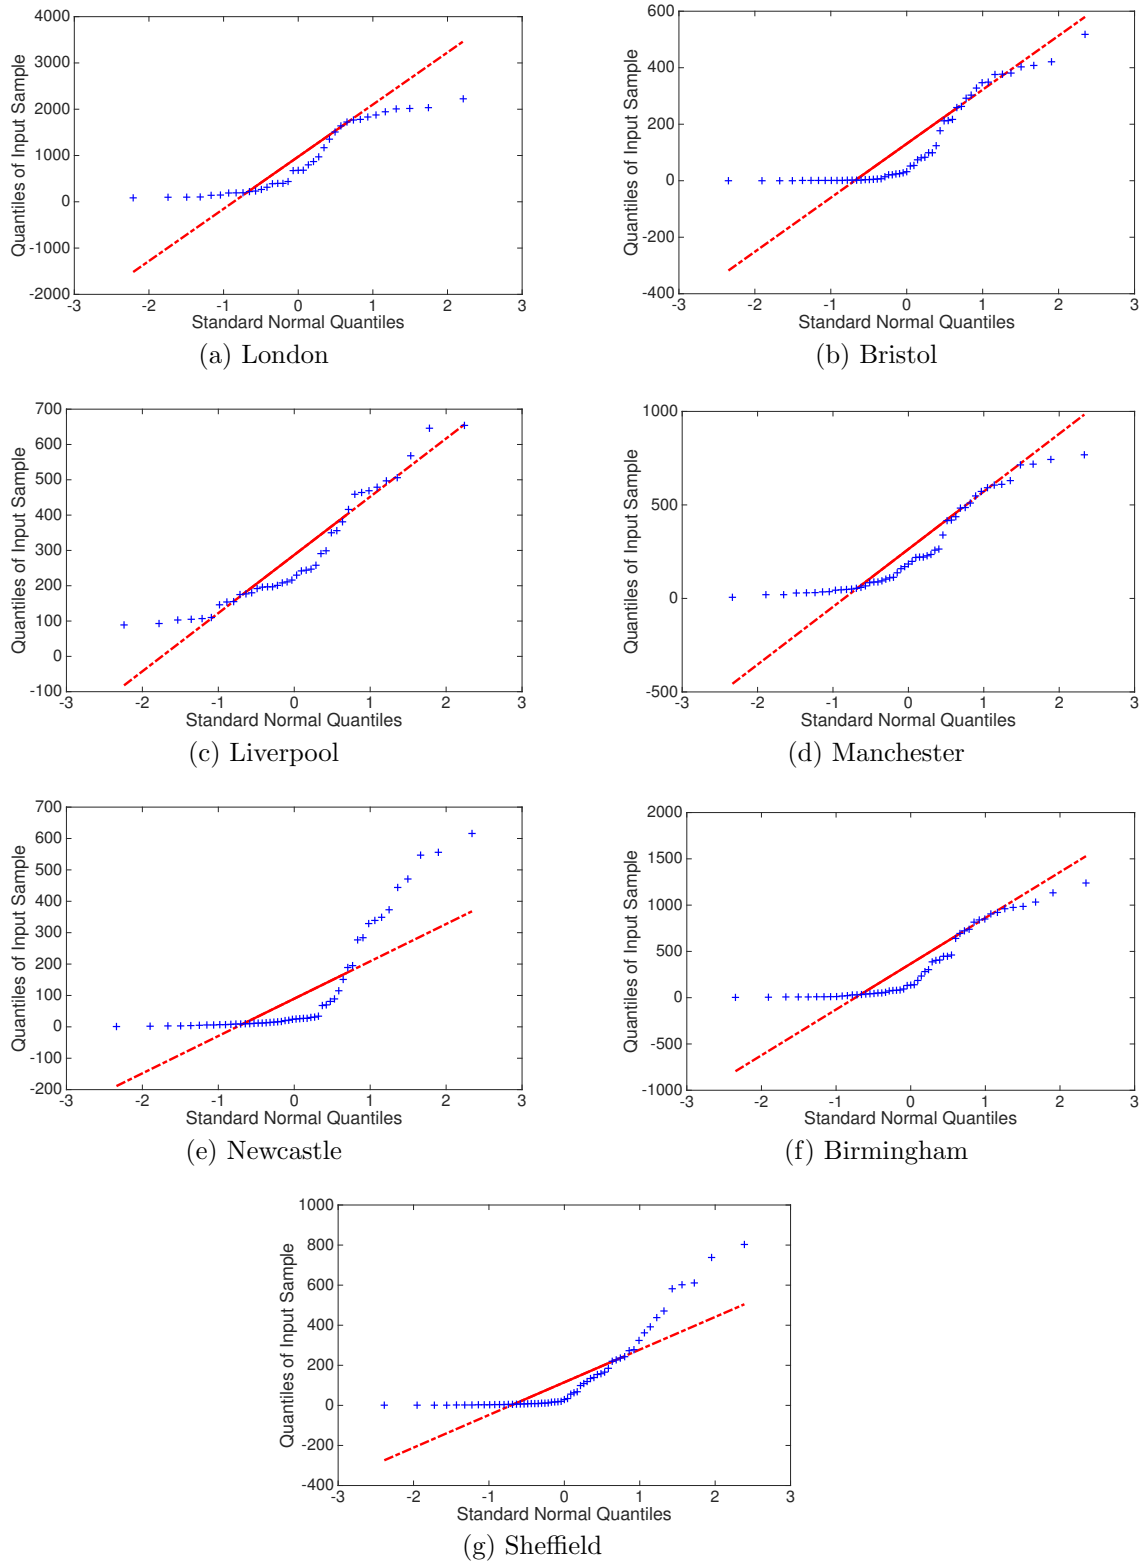 4000
3000
2000
1000
0
-1000
-2000
-3 -2 -1 0 1 2 3
Quantiles of Input Sample
Standard Normal Quantiles
(a) London
600
400
200
0
-200
-400
-3 -2 -1 0 1 2 3
Quantiles of Input Sample
Standard Normal Quantiles
(b) Bristol
700
600
500
400
300
200
100
0
-100
-3 -2 -1 0 1 2 3
Quantiles of Input Sample
Standard Normal Quantiles
(c) Liverpool
1000
500
0
-500
-3 -2 -1 0 1 2 3
Quantiles of Input Sample
Standard Normal Quantiles
(d) Manchester
700
600
500
400
300
200
100
0
-100
-200
-3 -2 -1 0 1 2 3
Quantiles of Input Sample
Standard Normal Quantiles
(e) Newcastle
2000
1500
1000
500
0
-500
-1000
-3 -2 -1 0 1 2 3
Quantiles of Input Sample
Standard Normal Quantiles
(f) Birmingham
1000
800
600
400
200
0
-200
-400
-3 -2 -1 0 1 2 3
Quantiles of Input Sample
Standard Normal Quantiles
(g) Sheffield